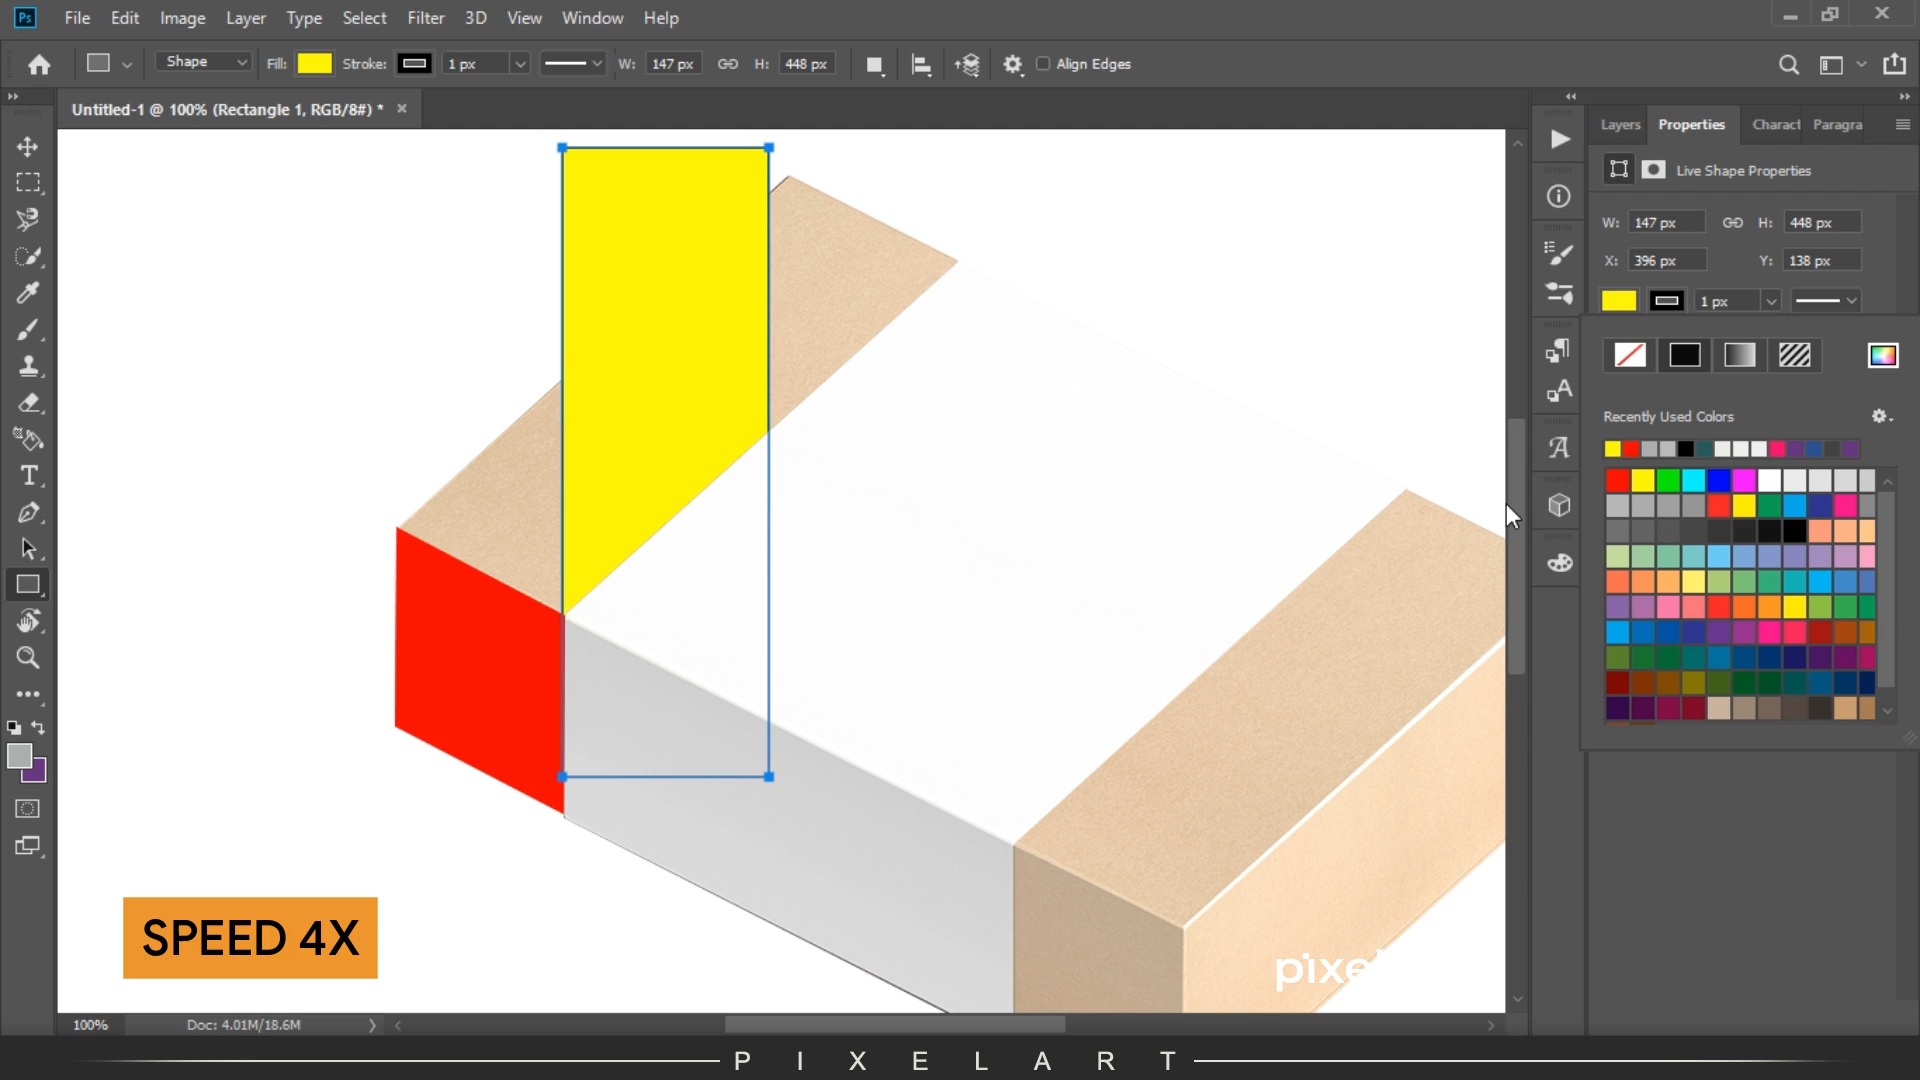 Ps File Edit Image Layer Type Select Filter 3D View Window Help
Shape Fill: Stroke: 1 px W: 147 px H: 448 px Align Edges
Untitled-1 @ 100% (Rectangle 1, RGB/8#) *
Layers Properties Charact Paragra
Live Shape Properties
W: 147 px H: 448 px
X: 396 px Y: 138 px
1 px
Recently Used Colors
SPEED 4X
pixel
100% Doc: 4.01M/18.6M
PIXELART